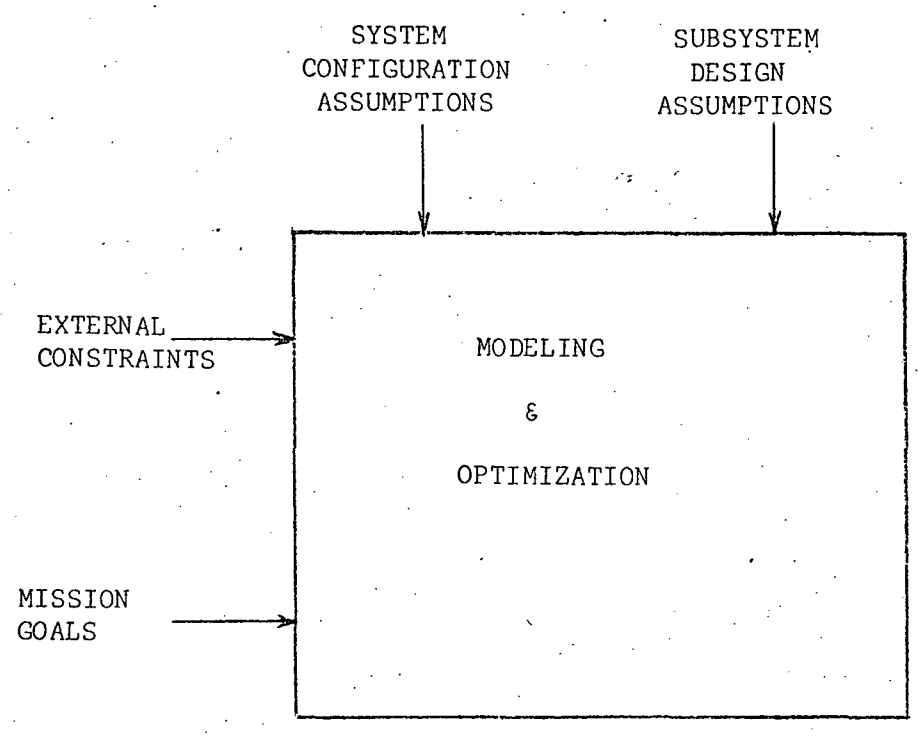 SYSTEM
CONFIGURATION
ASSUMPTIONS
SUBSYSTEM
DESIGN
ASSUMPTIONS
EXTERNAL
CONSTRAINTS
MODELING
&
OPTIMIZATION
MISSION
GOALS